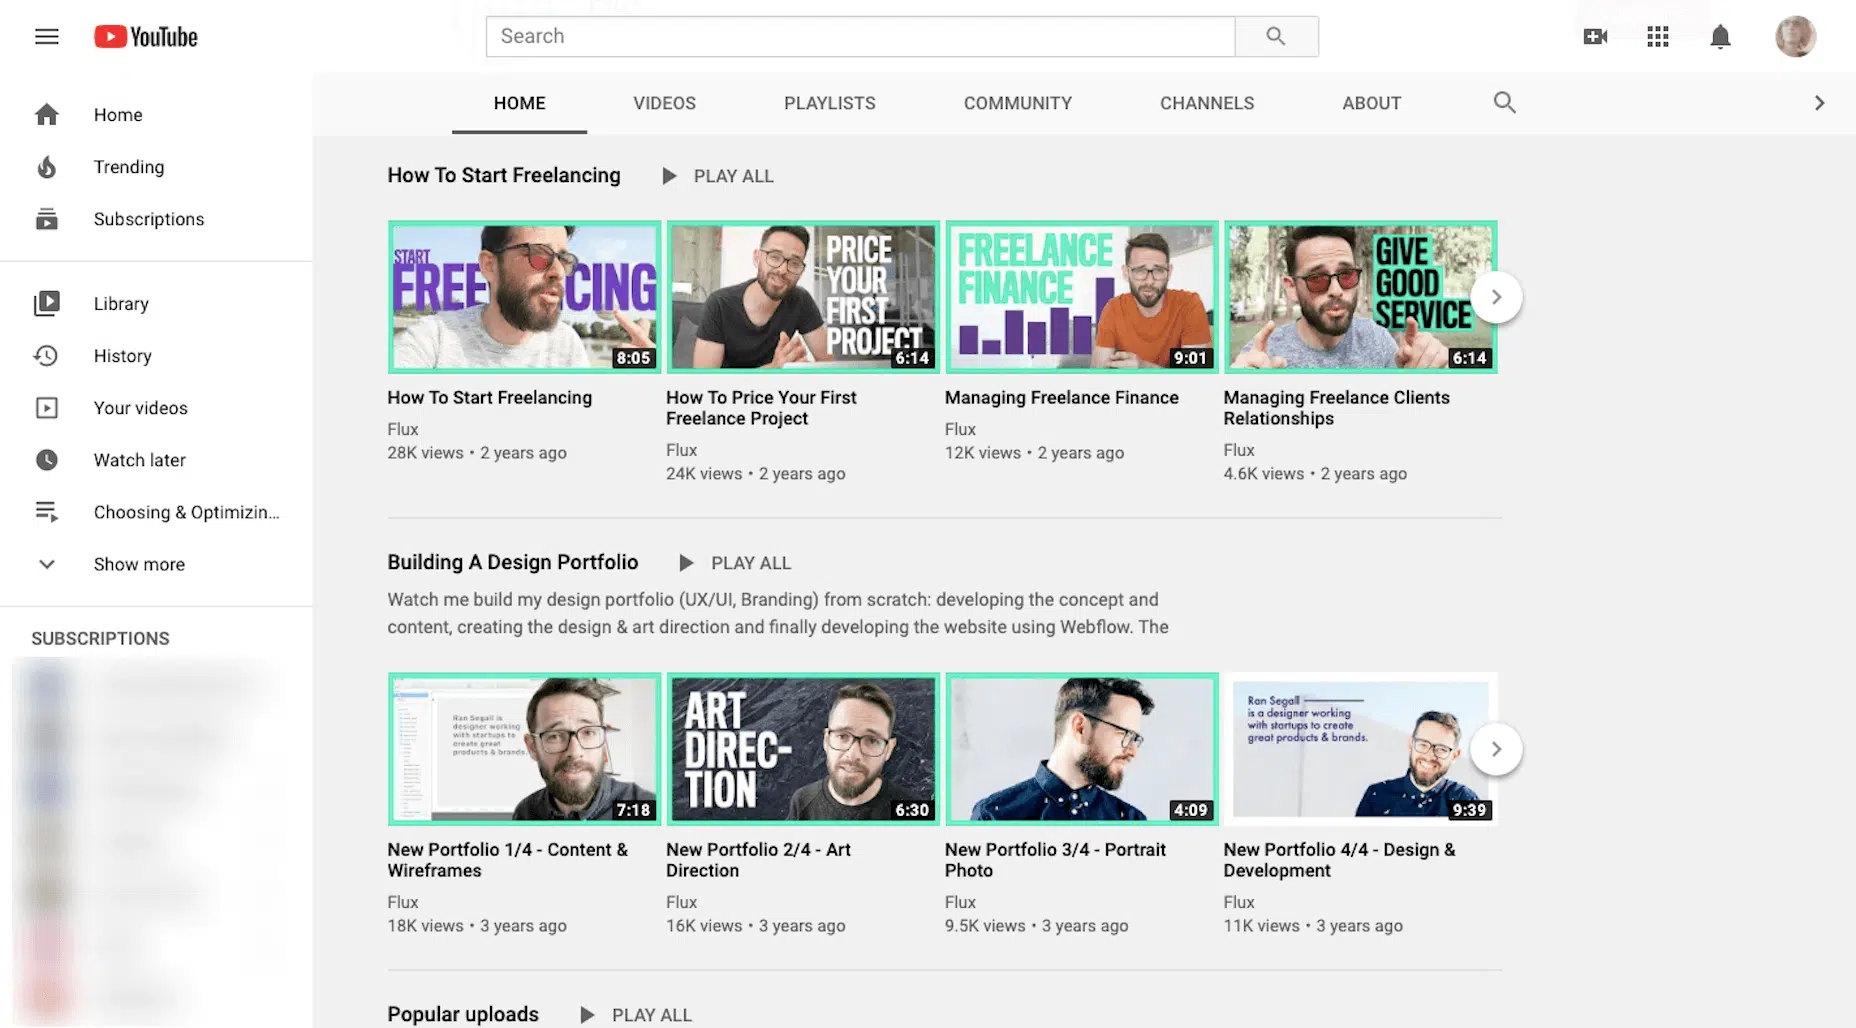 YouTube
Search
Home
Trending
Subscriptions
Library
History
Your videos
Watch later
Choosing & Optimizin...
Show more
SUBSCRIPTIONS
HOME VIDEOS PLAYLISTS COMMUNITY CHANNELS ABOUT
How To Start Freelancing PLAY ALL
START
FREE CING
8:05
PRICE
YOUR
FIRST
PROJECT
6:14
FREELANCE
FINANCE
9:01
GIVE
GOOD
SERVICE
6:14
How To Start Freelancing
Flux
28K views • 2 years ago
How To Price Your First
Freelance Project
Flux
24K views • 2 years ago
Managing Freelance Finance
Flux
12K views • 2 years ago
Managing Freelance Clients
Relationships
Flux
4.6K views • 2 years ago
Building A Design Portfolio PLAY ALL
Watch me build my design portfolio (UX/UI, Branding) from scratch: developing the concept and
content, creating the design & art direction and finally developing the website using Webflow. The
Ran Segall is
designer working
with startups to
create great
products & brands.
7:18
ART
DIREC-
TION
6:30
4:09
Ran Segall
is a designer working
with startups to create
great products & brands.
9:39
New Portfolio 1/4 - Content &
Wireframes
Flux
18K views • 3 years ago
New Portfolio 2/4 - Art
Direction
Flux
16K views • 3 years ago
New Portfolio 3/4 - Portrait
Photo
Flux
9.5K views • 3 years ago
New Portfolio 4/4 - Design &
Development
Flux
11K views • 3 years ago
Popular uploads PLAY ALL